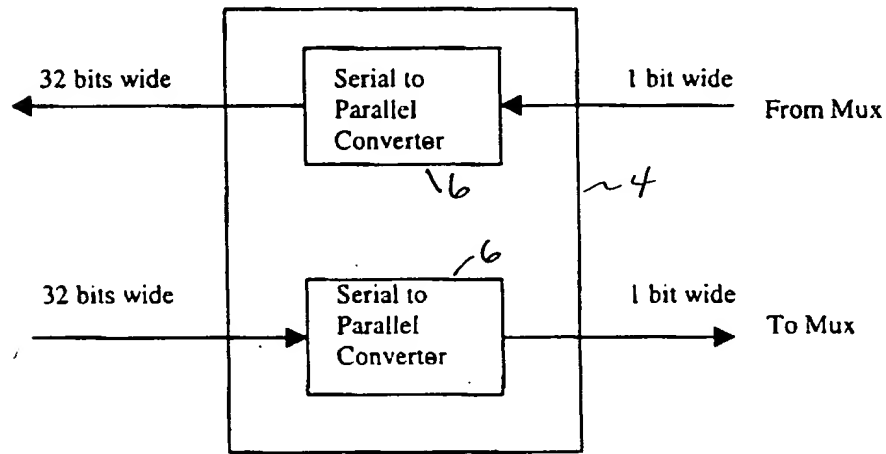 32 bits wide
Serial to
Parallel
Converter
1 bit wide
From Mux
6
4
6
32 bits wide
Serial to
Parallel
Converter
1 bit wide
To Mux